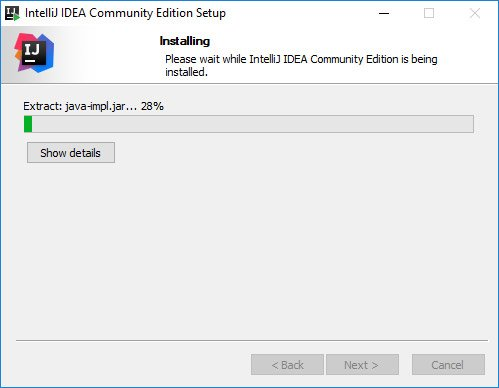 IntelliJ IDEA Community Edition Setup
IJ
Installing
Please wait while IntelliJ IDEA Community Edition is being
installed.
Extract: java-impl.jar... 28%
Show details
< Back
Next >
Cancel